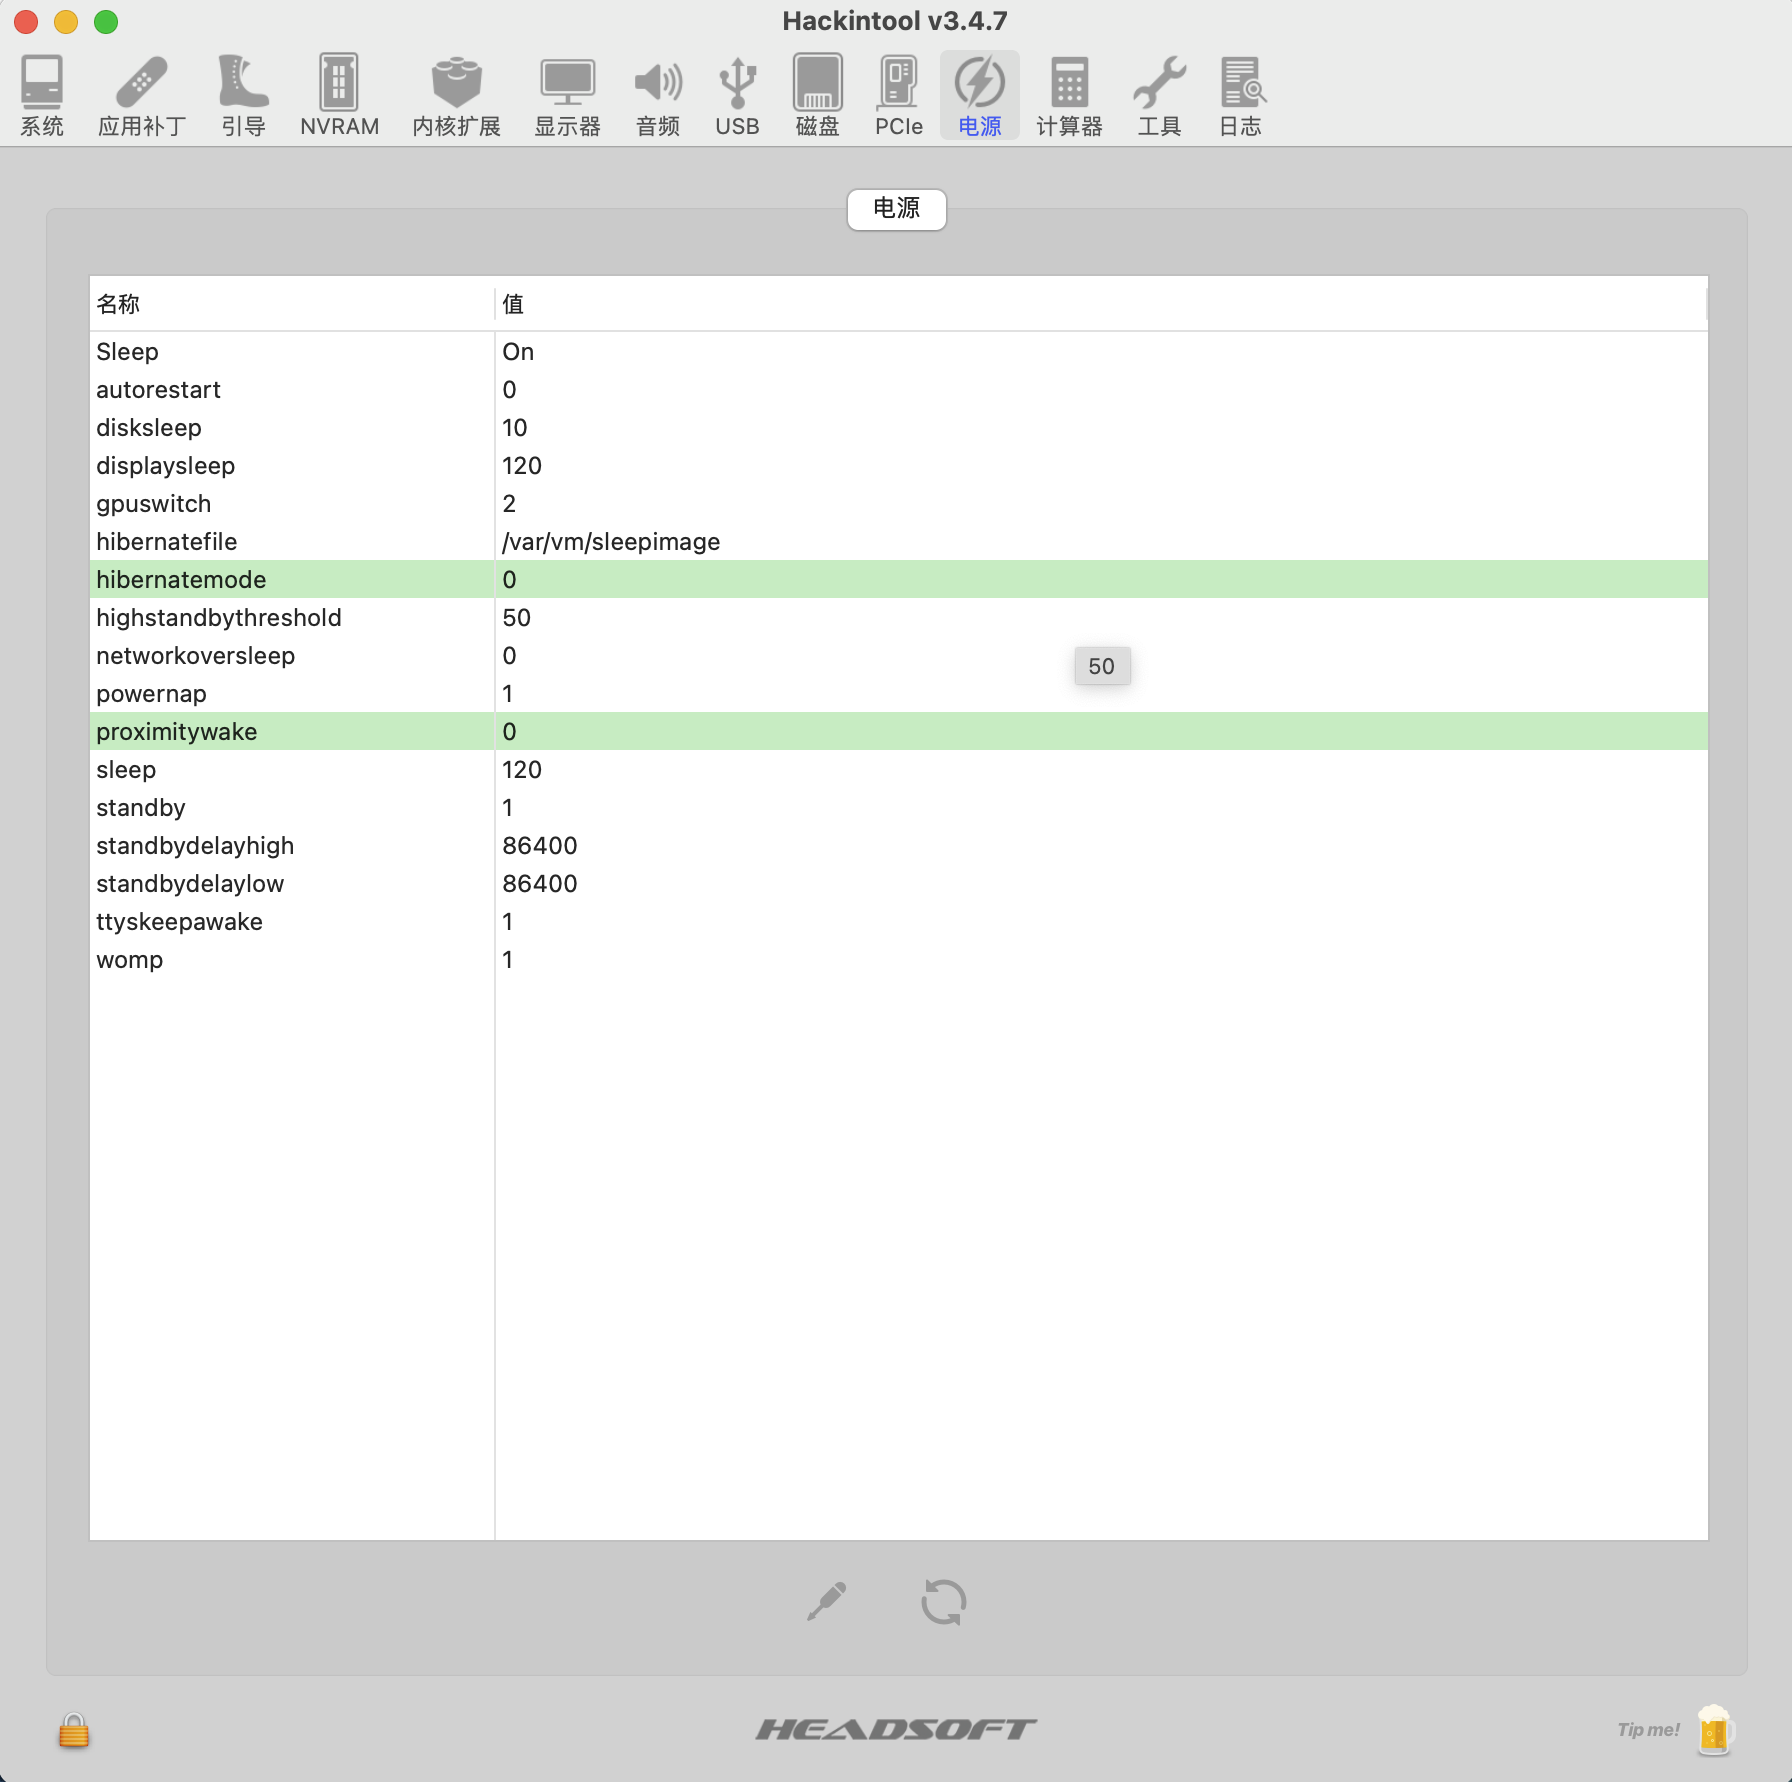 Hackintool v3.4.7
系统 应用补丁 引导 NVRAM 内核扩展 显示器 音频 USB 磁盘 PCIe 电源 计算器 工具 日志
电源
名称 值
Sleep On
autorestart 0
disksleep 10
displaysleep 120
gpuswitch 2
hibernatefile /var/vm/sleepimage
hibernatemode 0
highstandbythreshold 50
networkoversleep 0
50
powernap 1
proximitywake 0
sleep 120
standby 1
standbydelayhigh 86400
standbydelaylow 86400
ttyskeepawake 1
womp 1
HEADSOFT
Tip me!